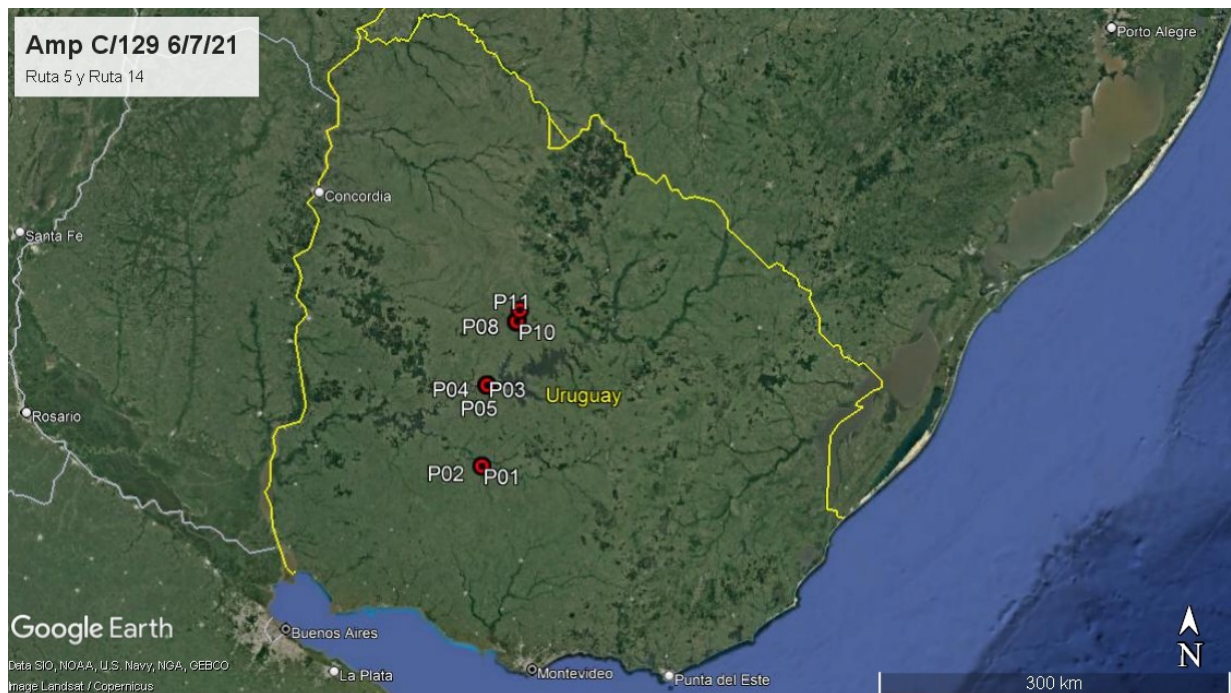 Amp C/129 6/7/21
Ruta 5 y Ruta 14
Porto Alegre
Concordia
Santa Fe
P11
P08
P10
P04
P03
P05
Uruguay
Rosario
P02
P01
Google Earth
Buenos Aires
Data SIO, NOAA, U.S. Navy, NGA, GEBCO
Image Landsat / Copernicus
La Plata
Montevideo
Punta del Este
N
300 km